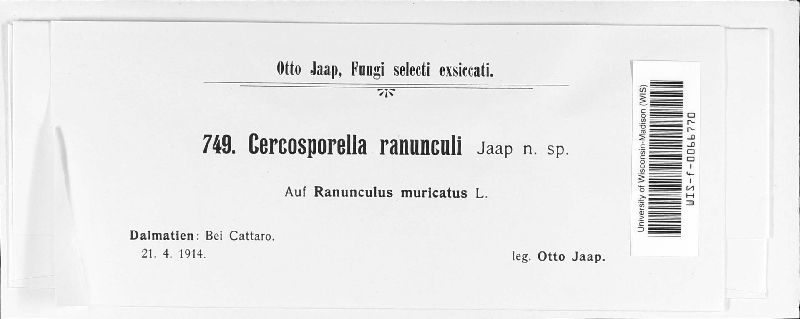 Otto Jaap, Fungi selecti exsiccati.
749. Cercosporella ranunculi Jaap n. sp.
Auf Ranunculus muricatus L.
Dalmatien: Bei Cattaro.
21. 4. 1914.
leg. Otto Jaap.
University of Wisconsin-Madison (WIS)
WIS-f-0066770